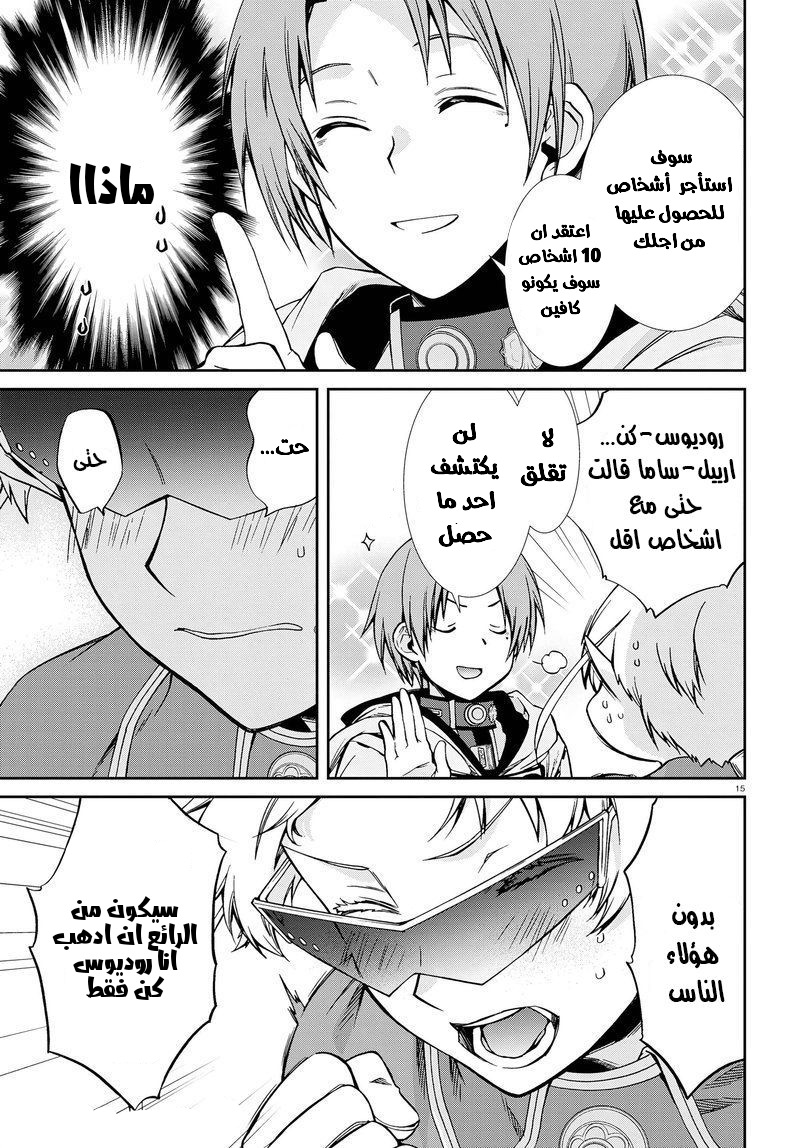 سوف
استأجر أشخاص
للحصول عليها
من اجلك
اعتقد ان
10 اشخاص
سوف يكونو
كافين
ماذاا
روديوس-كن...
اربيل-ساما قالت
حتى مع
اشخاص اقل
لا
تقلق
لن
يكتشف
احد ما
حصل
حت...
حتى
15
بدون
هؤلاء
الناس
سيكون من
الرائع ان ادهب
انا روديوس
كن فقط